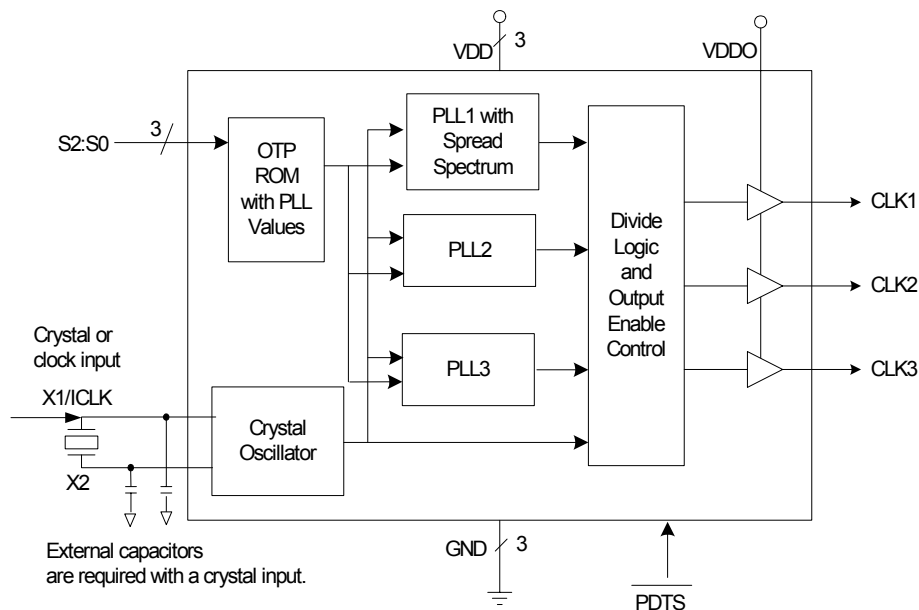 VDD
3
VDDO
S2:S0
3
OTP
ROM
with PLL
Values
PLL1 with
Spread
Spectrum
PLL2
PLL3
Divide
Logic
and
Output
Enable
Control
CLK1
CLK2
CLK3
Crystal or
clock input
X1/ICLK
X2
Crystal
Oscillator
External capacitors
are required with a crystal input.
GND
3
PDTS